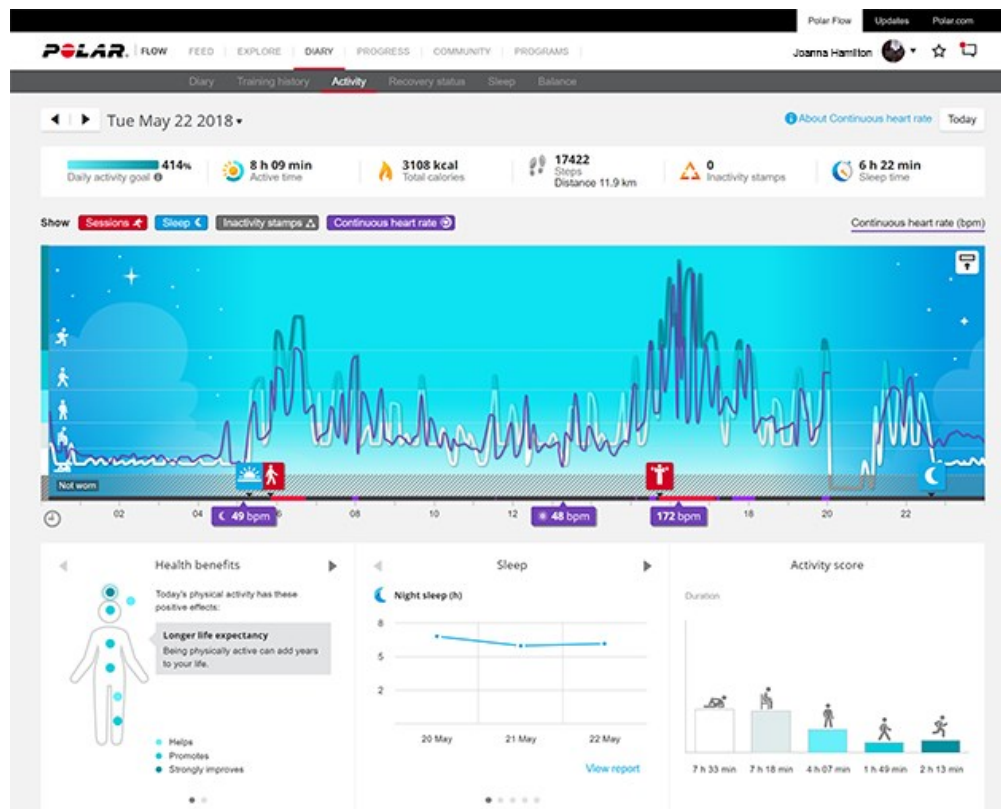 Polar Flow Updates Polar.com
POLAR. FLOW FEED EXPLORE DIARY PROGRESS COMMUNITY PROGRAMS Joanna Hamilton
Diary Training history Activity Recovery status Sleep Balance
Tue May 22 2018 About Continuous heart rate Today
414%
Daily activity goal
8 h 09 min
Active time
3108 kcal
Total calories
17422
Steps
Distance 11.9 km
0
Inactivity stamps
6 h 22 min
Sleep time
Show Sessions Sleep Inactivity stamps Continuous heart rate Continuous heart rate (bpm)
Not worn
02 04 06 08 10 12 16 18 20 22
49 bpm 48 bpm 172 bpm
Health benefits
Today's physical activity has these
positive effects:
Longer life expectancy
Being physically active can add years
to your life.
Helps
Promotes
Strongly improves
Sleep
Night sleep (h)
8
5
2
20 May 21 May 22 May
View report
Activity score
Duration
7 h 33 min 7 h 18 min 4 h 07 min 1 h 49 min 2 h 13 min